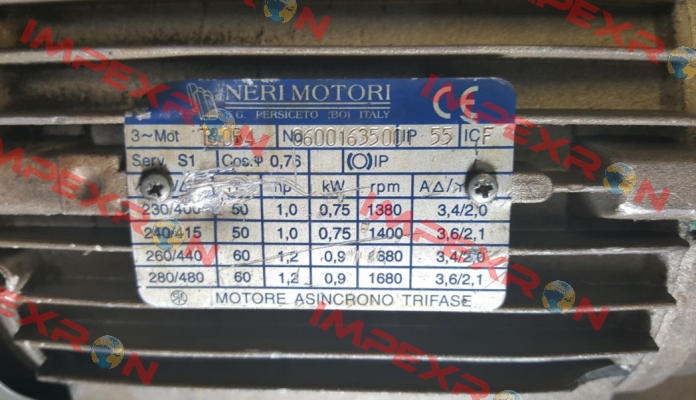 NERI MOTORI
S.G. PERSICETO (BO) ITALY
CE
3~Mot No IP 55 ICF
Serv. S1 Cos.φ 0,76 IP
hp kW rpm A△/Y
230/400 50 1,0 0,75 1380 3,4/2,0
240/415 50 1,0 0,75 1400 3,6/2,1
260/440 60 1,2 0,9 1680 3,4/2,0
280/480 60 1,2 0,9 1680 3,6/2,1
MOTORE ASINCRONO TRIFASE
IMPEXRON
IMPEXRON
IMPEXRON
IMPEXRON
IMPEXRON
IMPEXRON